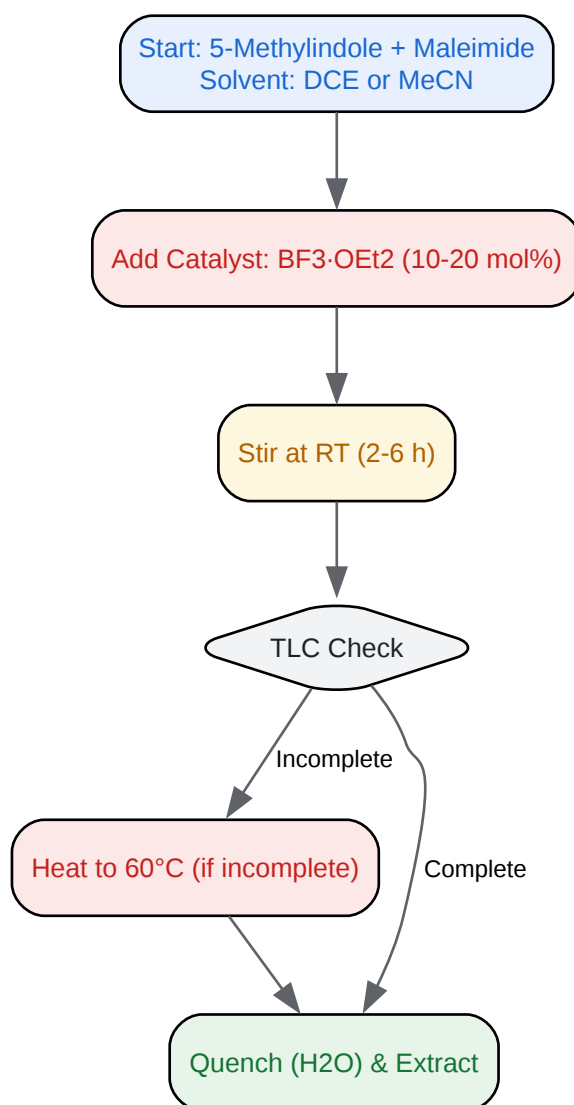 Start: 5-Methylindole + Maleimide
Solvent: DCE or MeCN
Add Catalyst: BF3·OEt2 (10-20 mol%)
Stir at RT (2-6 h)
TLC Check
Incomplete
Heat to 60°C (if incomplete)
Complete
Quench (H2O) & Extract